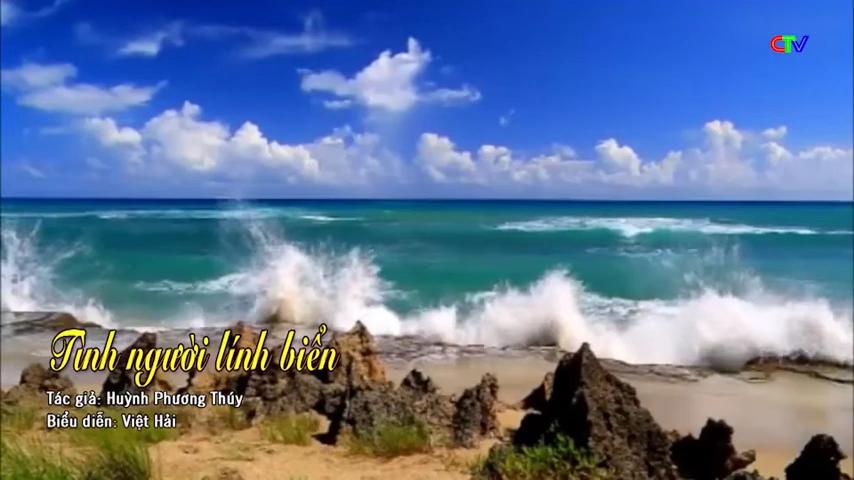 CTV
Tình người lính biển
Tác giả: Huỳnh Phương Thúy
Biểu diễn: Việt Hải